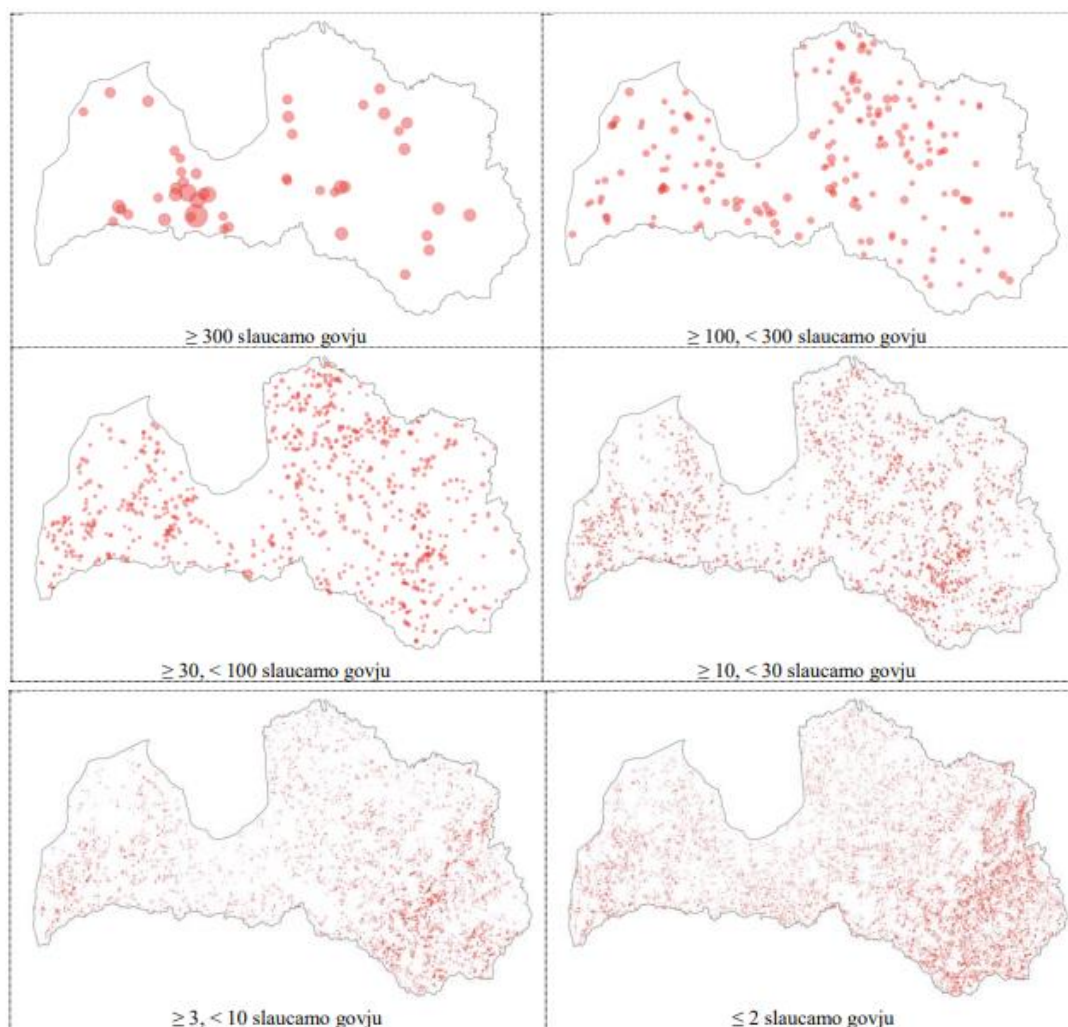 ≥ 300 slaucamo govju
≥ 100, < 300 slaucamo govju
≥ 30, < 100 slaucamo govju
≥ 10, < 30 slaucamo govju
≥ 3, < 10 slaucamo govju
≤ 2 slaucamo govju